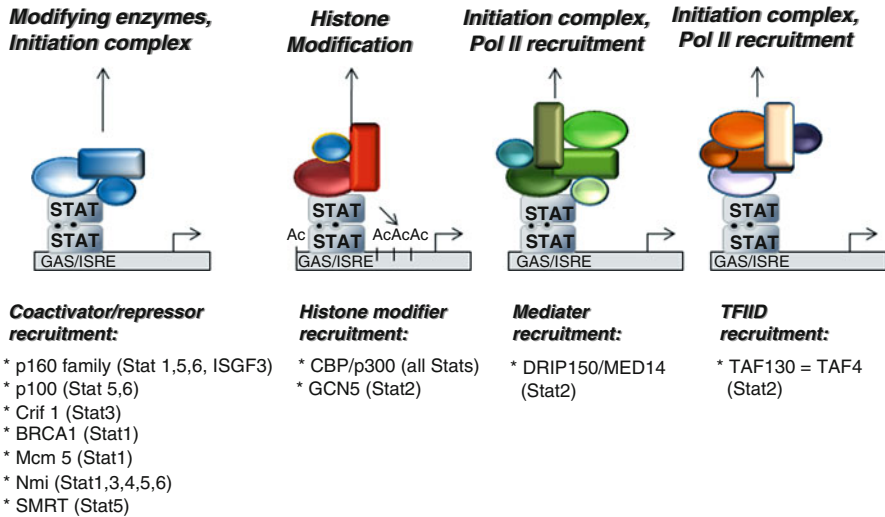 Modifying enzymes,
Initiation complex
Histone
Modification
Initiation complex,
Pol II recruitment
Initiation complex,
Pol II recruitment
STAT
STAT
GAS/ISRE
STAT
Ac STAT AcAcAc
GAS/ISRE
STAT
STAT
GAS/ISRE
STAT
STAT
GAS/ISRE
Coactivator/repressor
recruitment:
* p160 family (Stat 1,5,6, ISGF3)
* p100 (Stat 5,6)
* Crif 1 (Stat3)
* BRCA1 (Stat1)
* Mcm 5 (Stat1)
* Nmi (Stat1,3,4,5,6)
* SMRT (Stat5)
Histone modifier
recruitment:
* CBP/p300 (all Stats)
* GCN5 (Stat2)
Mediater
recruitment:
* DRIP150/MED14
(Stat2)
TFIID
recruitment:
* TAF130 = TAF4
(Stat2)